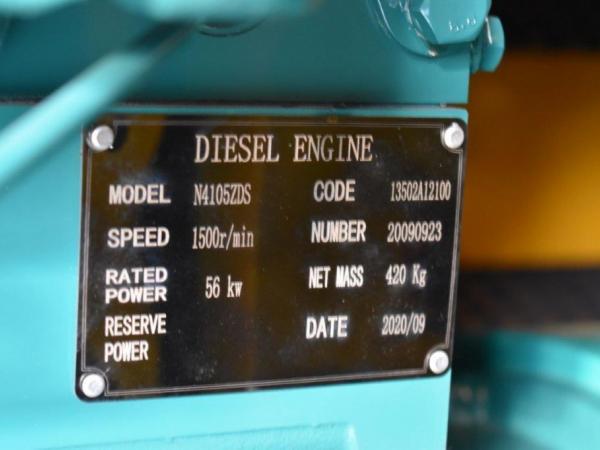 DIESEL ENGINE
MODEL N4105ZDS CODE 13502A12100
SPEED 1500r/min NUMBER 20090923
RATED POWER 56 kw NET MASS 420 Kg
RESERVE POWER DATE 2020/09